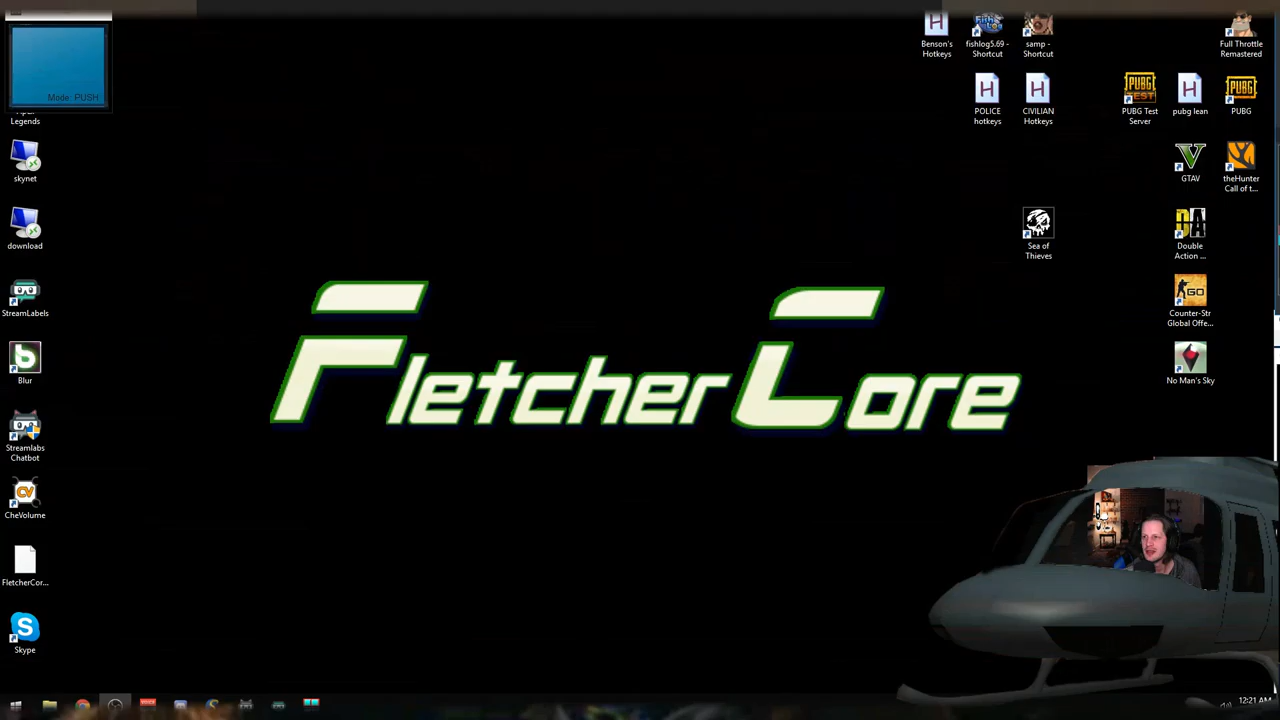 Mode: PUSH
Legends
skynet
download
StreamLabels
Blur
Streamlabs
Chatbot
CheVolume
FletcherCor...
Skype
Benson's
Hotkeys
fishlog5.69 -
Shortcut
samp -
Shortcut
Full Throttle
Remastered
POLICE
hotkeys
CIVILIAN
Hotkeys
PUBG Test
Server
pubg lean
PUBG
GTAV
theHunter
Call of t...
Sea of
Thieves
Double
Action ...
Counter-Str
Global Offe...
No Man's Sky
FletcherCore
12:21 AM